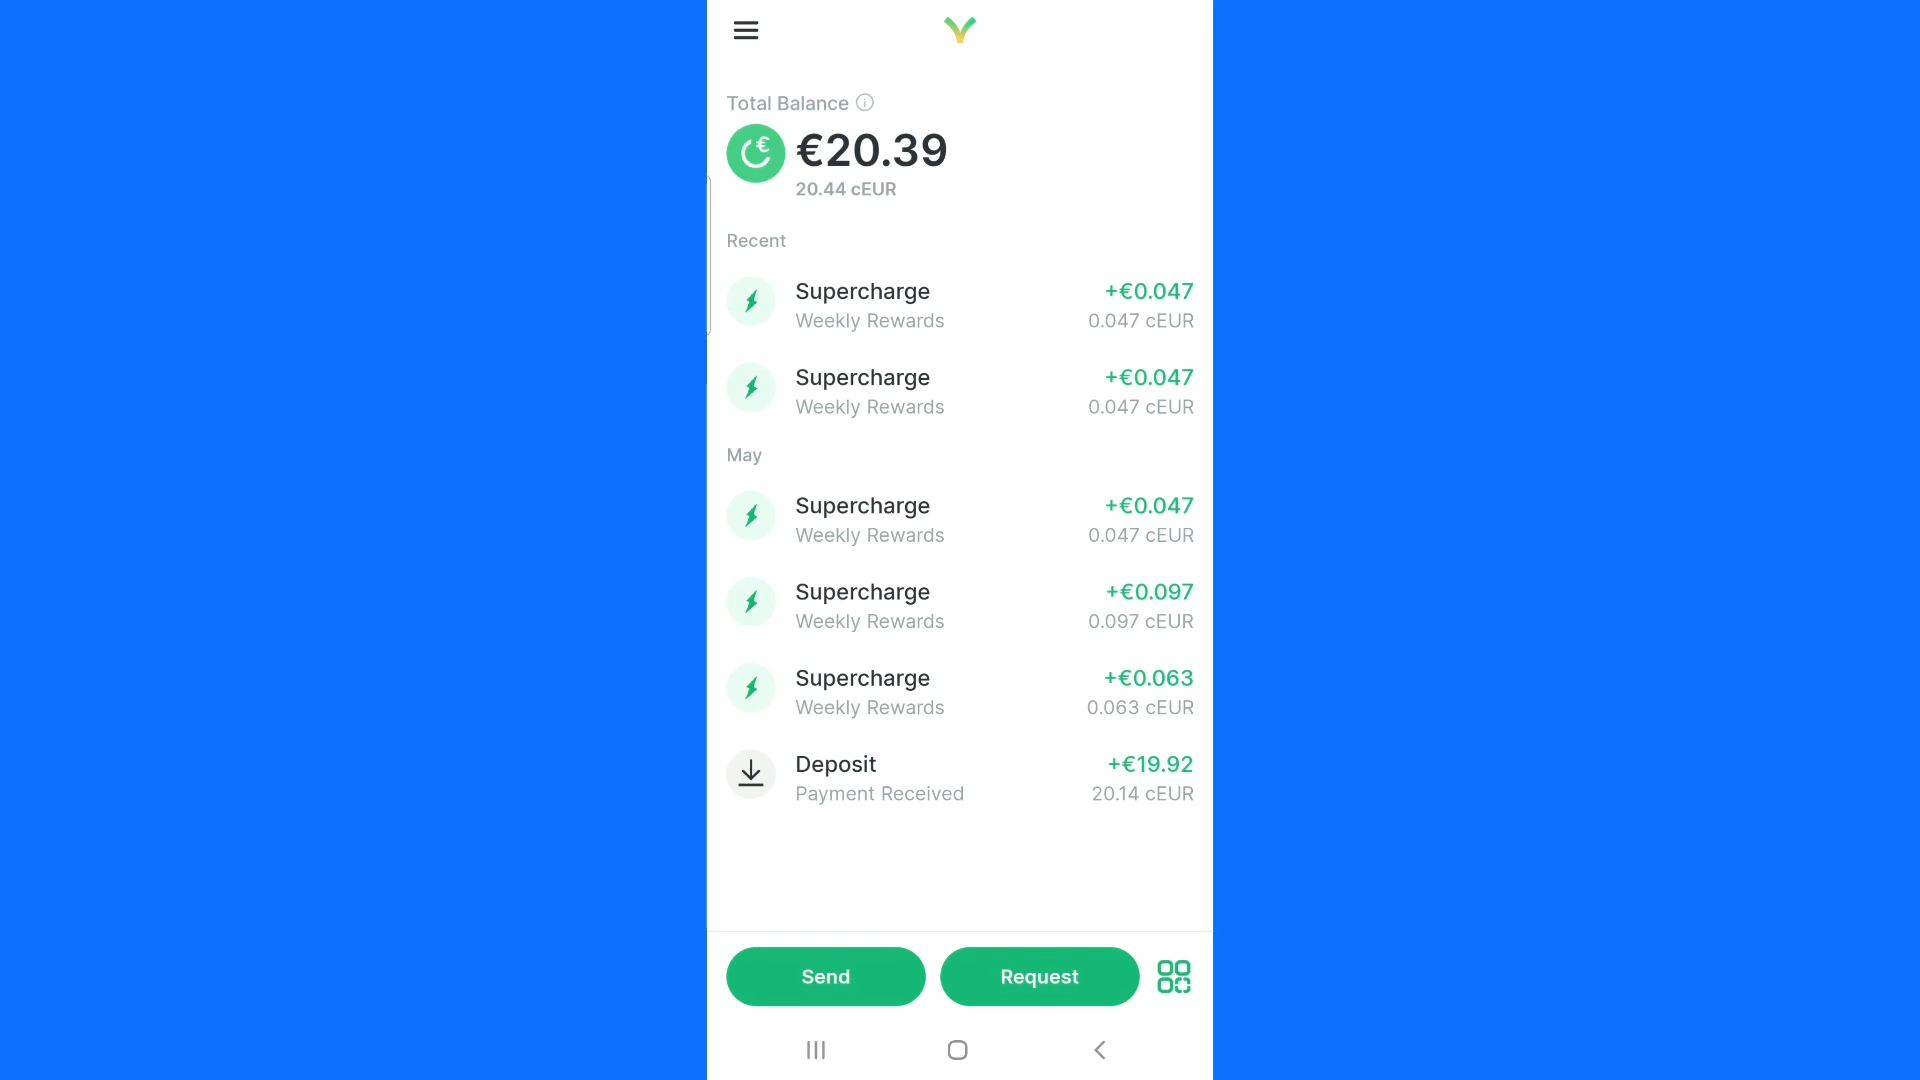 Total Balance
€20.39
20.44 cEUR
Recent
Supercharge +€0.047
Weekly Rewards 0.047 cEUR
Supercharge +€0.047
Weekly Rewards 0.047 cEUR
May
Supercharge +€0.047
Weekly Rewards 0.047 cEUR
Supercharge +€0.097
Weekly Rewards 0.097 cEUR
Supercharge +€0.063
Weekly Rewards 0.063 cEUR
Deposit +€19.92
Payment Received 20.14 cEUR
Send Request